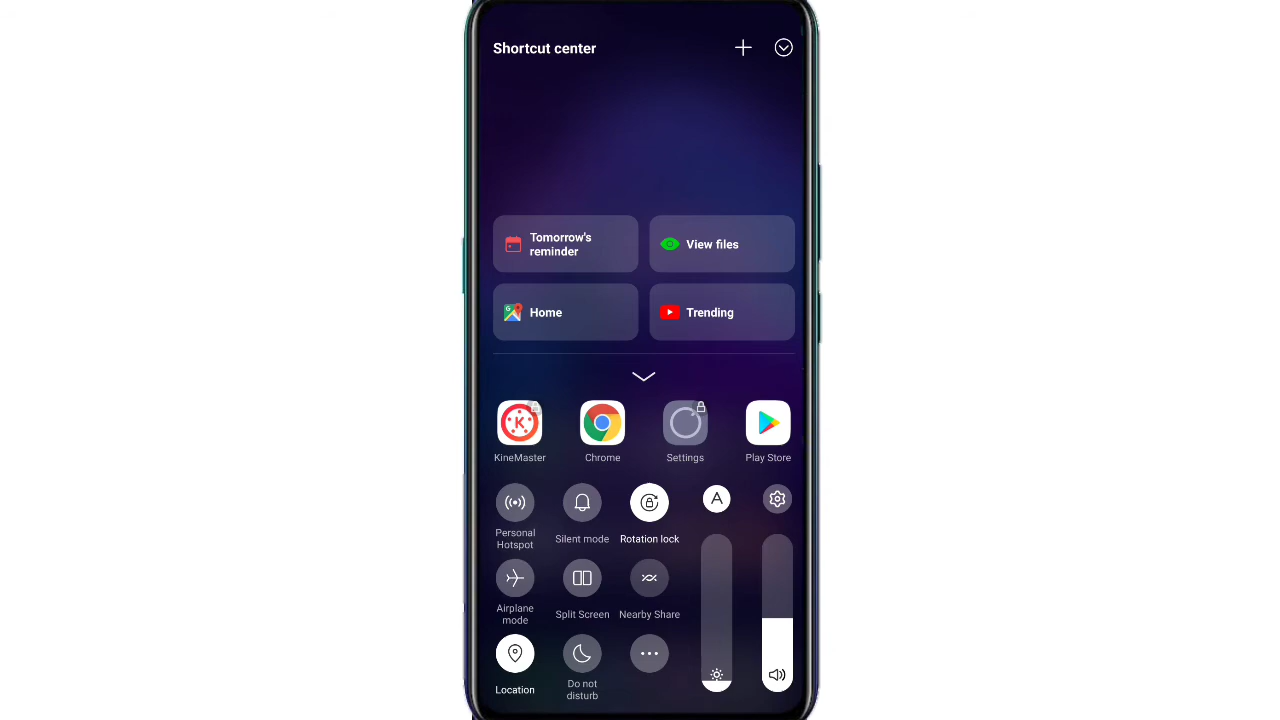 Shortcut center
Tomorrow's
reminder
View files
Home
Trending
KineMaster
Chrome
Settings
Play Store
A
Personal
Hotspot
Silent mode
Rotation lock
Airplane
mode
Split Screen
Nearby Share
Location
Do not
disturb